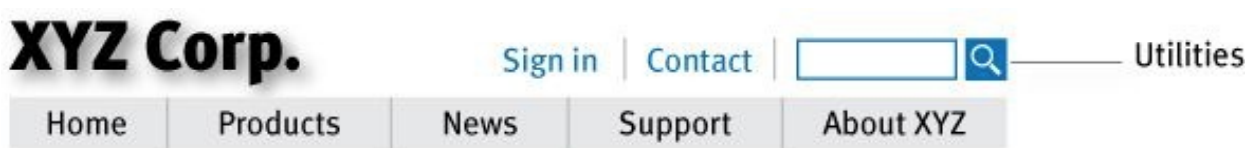 XYZ Corp.
Sign in Contact Utilities
Home Products News Support About XYZ